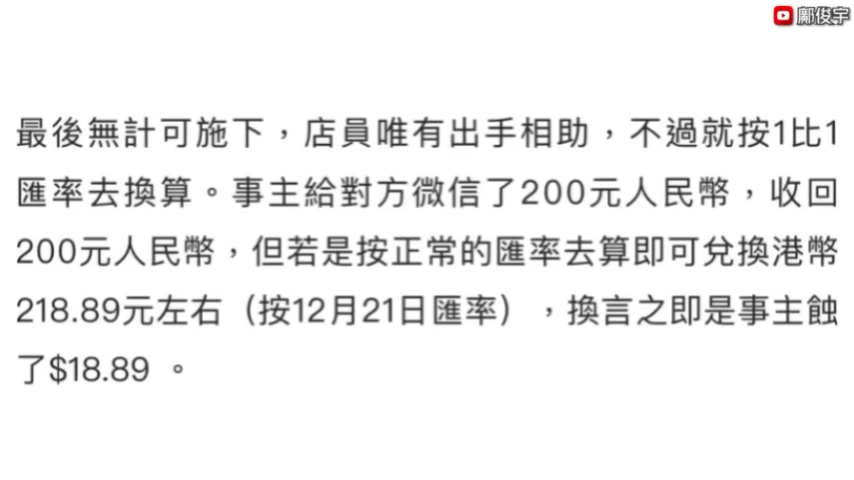 鄺俊宇
最後無計可施下，店員唯有出手相助，不過就按1比1
匯率去換算。事主給對方微信了200元人民幣，收回
200元人民幣，但若是按正常的匯率去算即可兌換港幣
218.89元左右（按12月21日匯率），換言之即是事主蝕
了$18.89 。